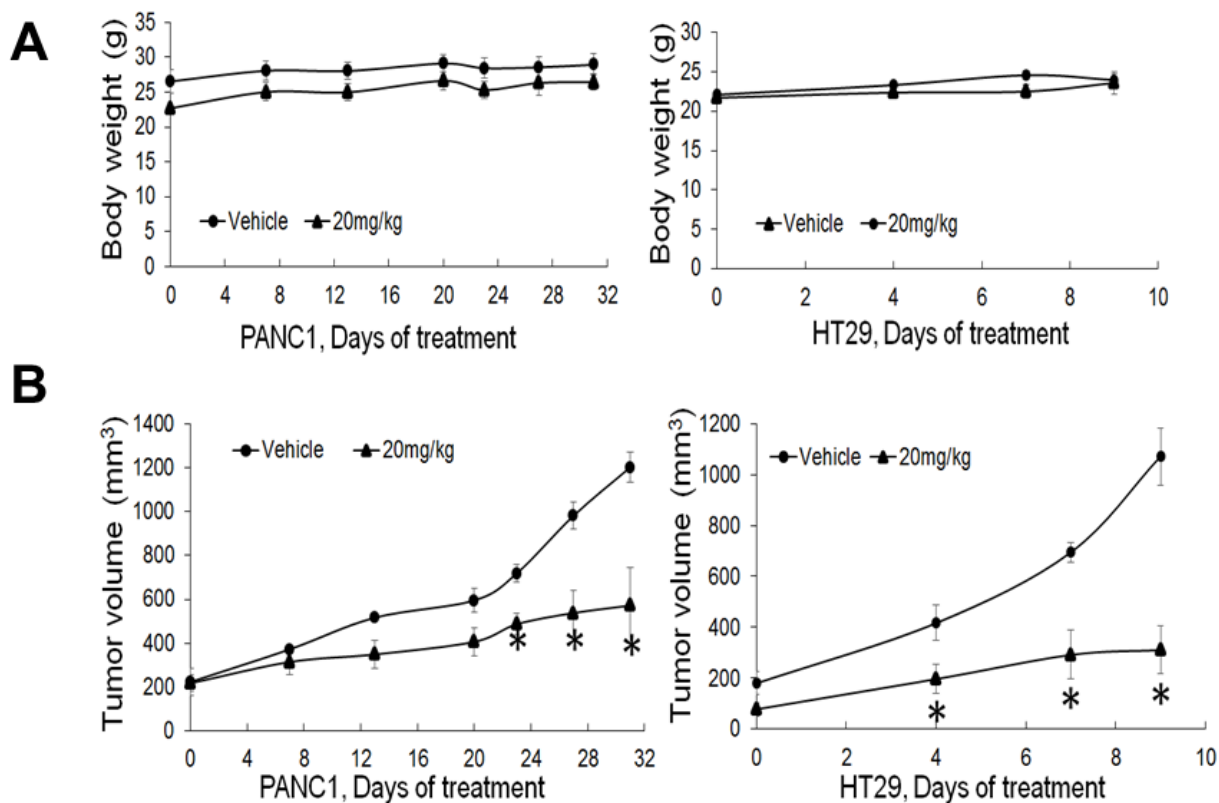 A
Body weight (g)
35
30
25
20
15
10
5
0
Vehicle 20mg/kg
0 4 8 12 16 20 24 28 32
PANC1, Days of treatment
Body weight (g)
30
25
20
15
10
5
0
Vehicle 20mg/kg
0 2 4 6 8 10
HT29, Days of treatment
B
Tumor volume (mm³)
1400
1200
1000
800
600
400
200
0
Vehicle 20mg/kg
* * *
0 4 8 12 16 20 24 28 32
PANC1, Days of treatment
Tumor volume (mm³)
1200
1000
800
600
400
200
0
Vehicle 20mg/kg
* * *
0 2 4 6 8 10
HT29, Days of treatment